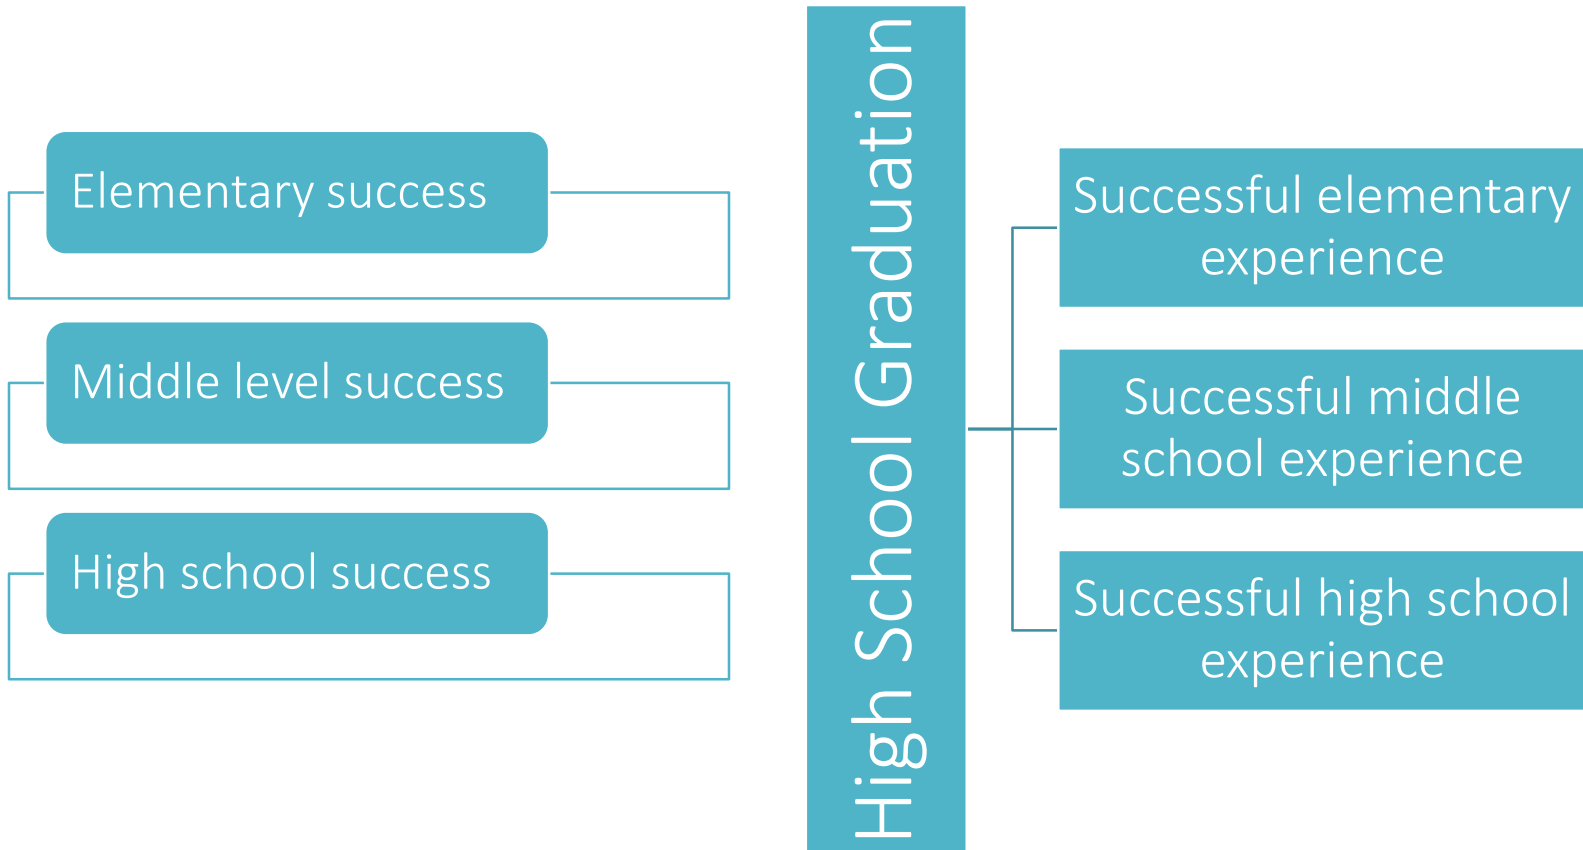 Elementary success
Middle level success
High school success
High School Graduation
Successful elementary
experience
Successful middle
school experience
Successful high school
experience